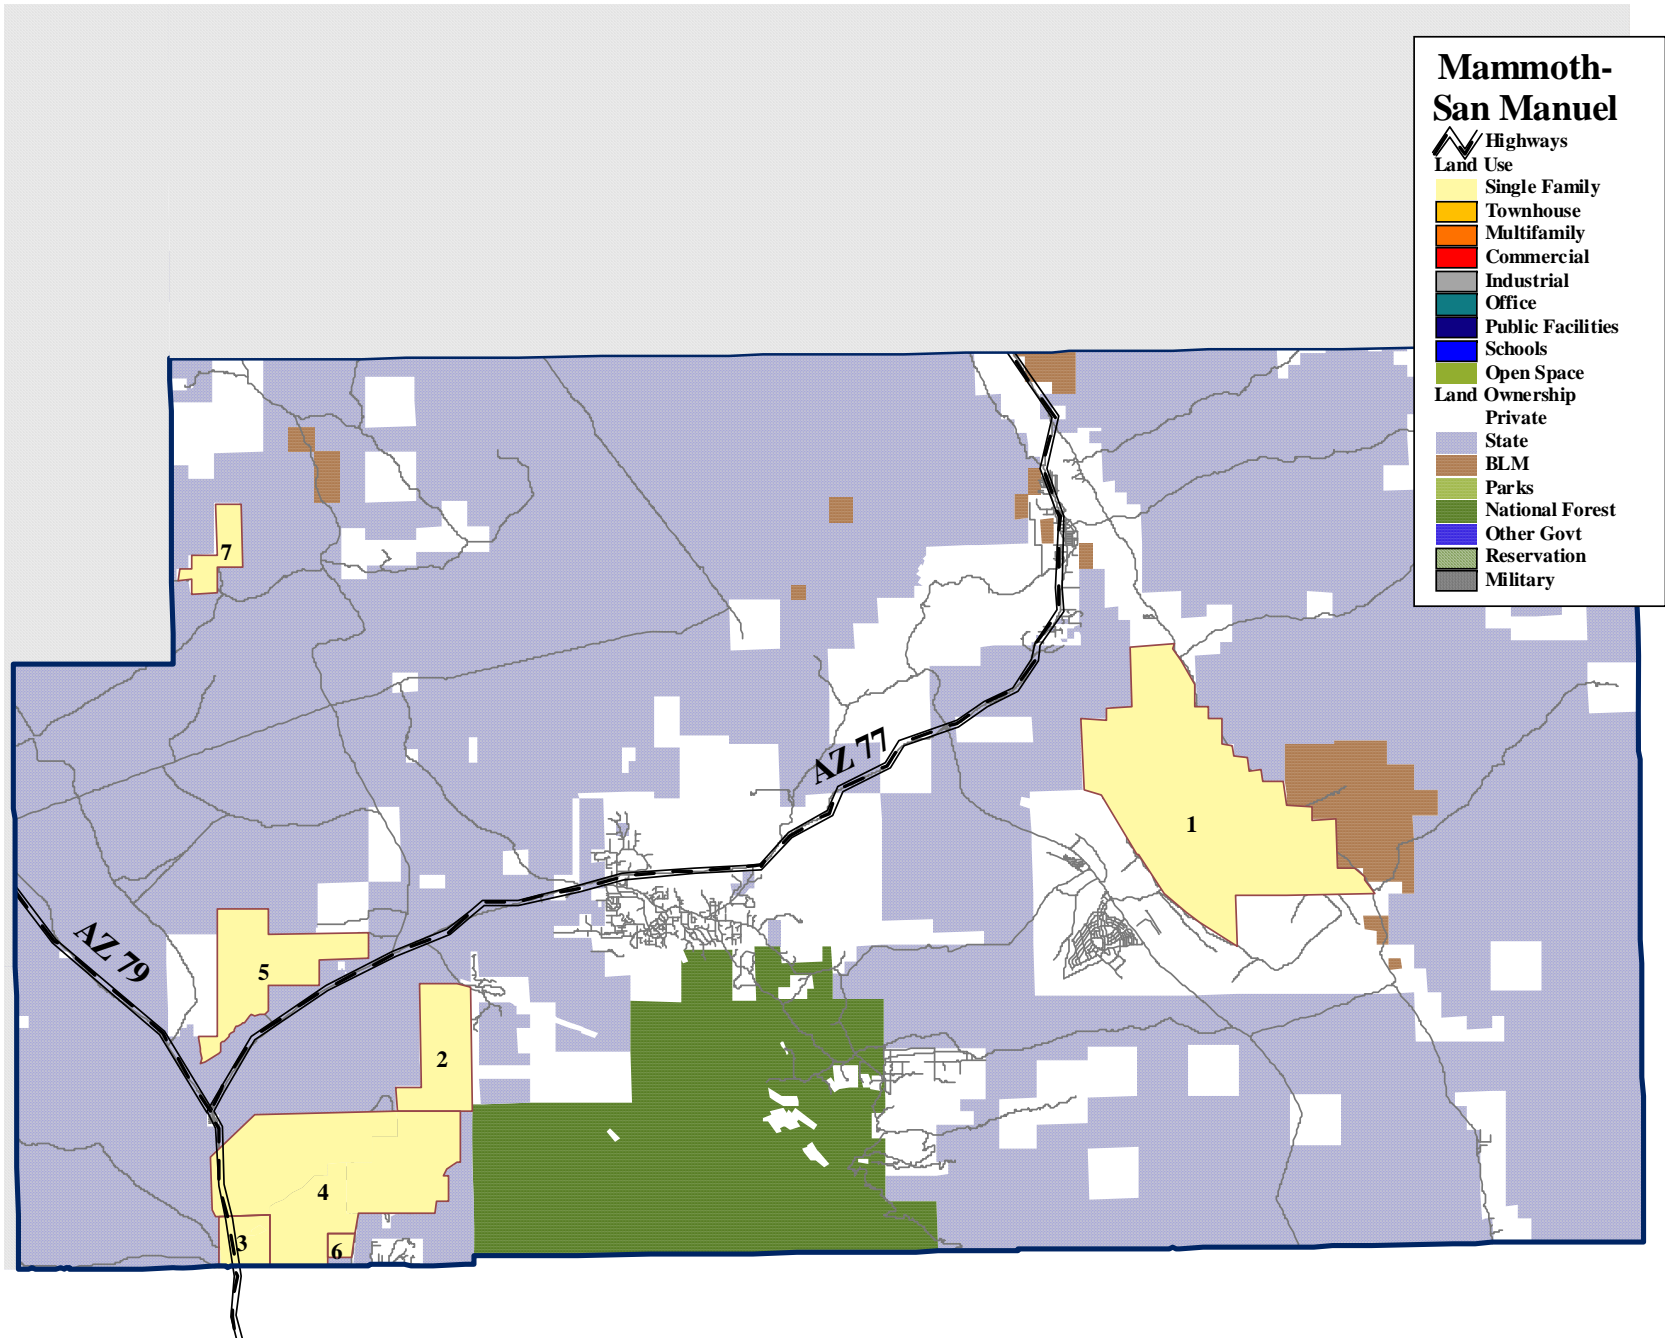 Mammoth-
San Manuel
Highways
Land Use
Single Family
Townhouse
Multifamily
Commercial
Industrial
Office
Public Facilities
Schools
Open Space
Land Ownership
Private
State
BLM
Parks
National Forest
Other Govt
Reservation
Military
7
AZ 77
1
AZ 79
5
2
4
3
6